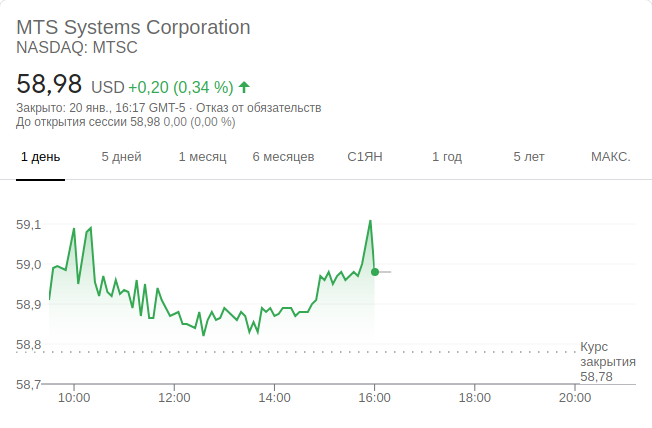 MTS Systems Corporation
NASDAQ: MTSC
58,98 USD +0,20 (0,34 %)
Закрыто: 20 янв., 16:17 GMT-5 · Отказ от обязательств
До открытия сессии 58,98 0,00 (0,00 %)
1 день 5 дней 1 месяц 6 месяцев С1ЯН 1 год 5 лет МАКС.
59,1
59,0
58,9
58,8
Курс
закрытия
58,78
58,7
10:00 12:00 14:00 16:00 18:00 20:00